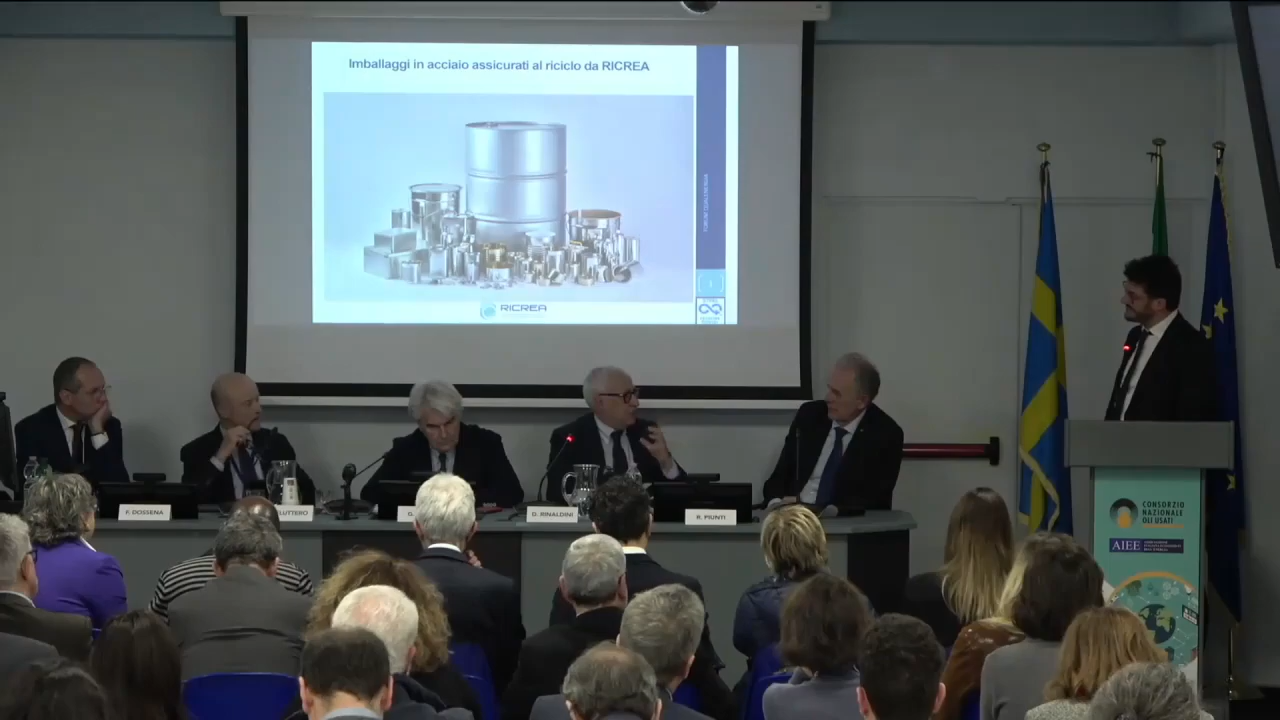 Imballaggi in acciaio assicurati al riciclo da RICREA
RICREA
F. DOSSENA
G. RINALDINI
R. PIUNTI
CONSORZIO
NAZIONALE
OLI USATI
AIEE